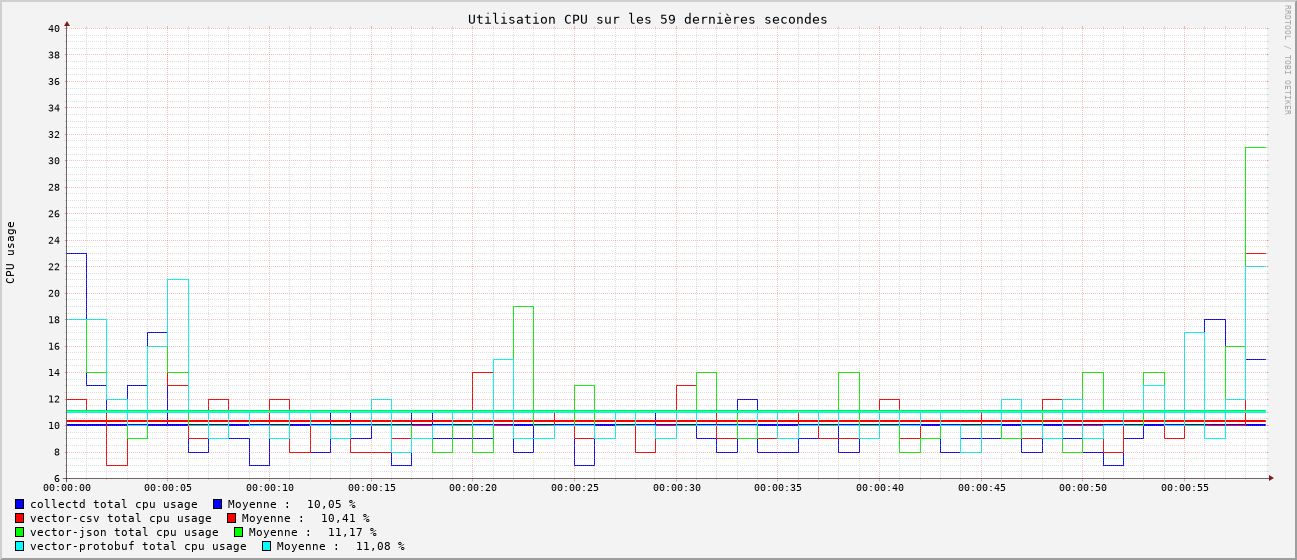 Utilisation CPU sur les 59 dernières secondes
RRDTOOL / TOBI OETIKER
CPU usage
40
38
36
34
32
30
28
26
24
22
20
18
16
14
12
10
8
6
00:00:00 00:00:05 00:00:10 00:00:15 00:00:20 00:00:25 00:00:30 00:00:35 00:00:40 00:00:45 00:00:50 00:00:55
collectd total cpu usage Moyenne : 10,05 %
vector-csv total cpu usage Moyenne : 10,41 %
vector-json total cpu usage Moyenne : 11,17 %
vector-protobuf total cpu usage Moyenne : 11,08 %